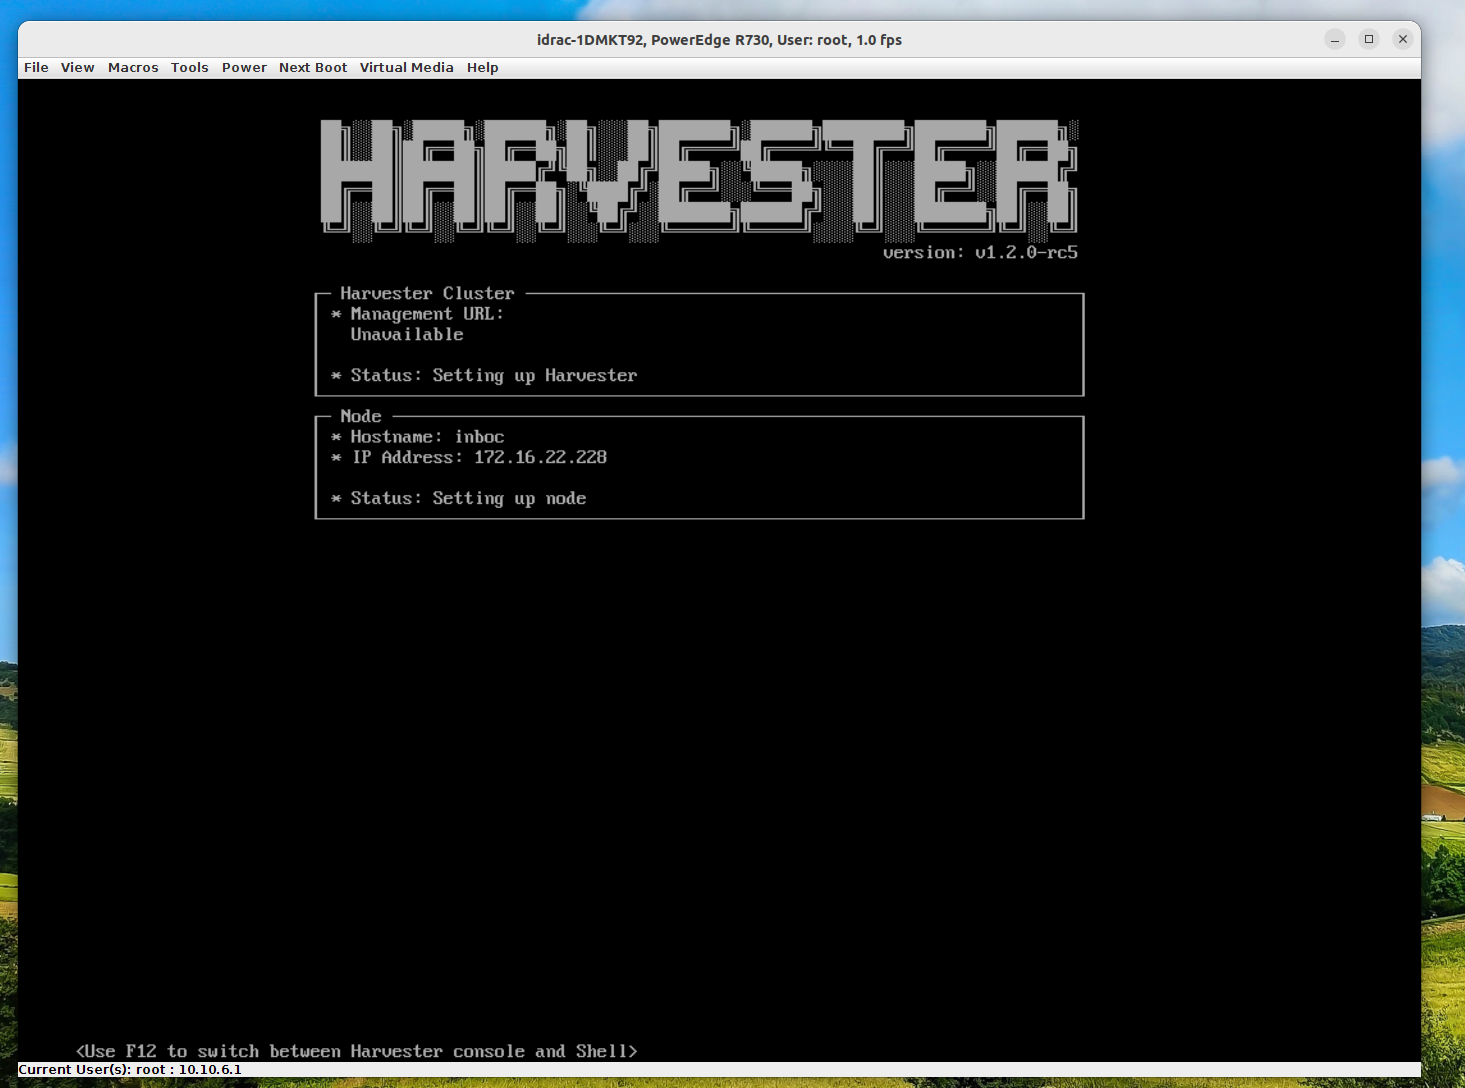 idrac-1DMKT92, PowerEdge R730, User: root, 1.0 fps
File View Macros Tools Power Next Boot Virtual Media Help
HARVESTER
version: v1.2.0-rc5
Harvester Cluster
* Management URL:
Unavailable
* Status: Setting up Harvester
Node
* Hostname: inboc
* IP Address: 172.16.22.228
* Status: Setting up node
<Use F12 to switch between Harvester console and Shell>
Current User(s): root : 10.10.6.1